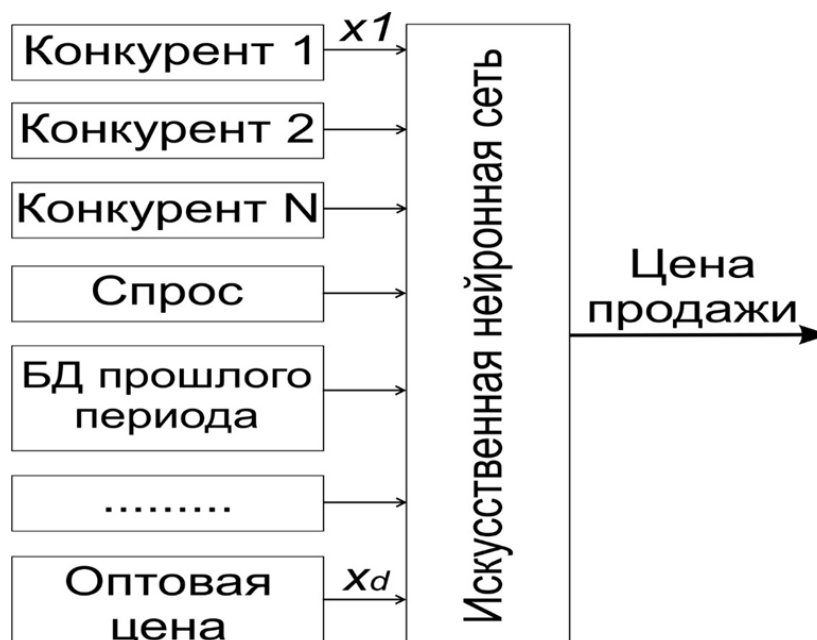 Конкурент 1
x1
Конкурент 2
Конкурент N
Спрос
БД прошлого
периода
.........
Оптовая
цена
xd
Искусственная нейронная сеть
Цена
продажи